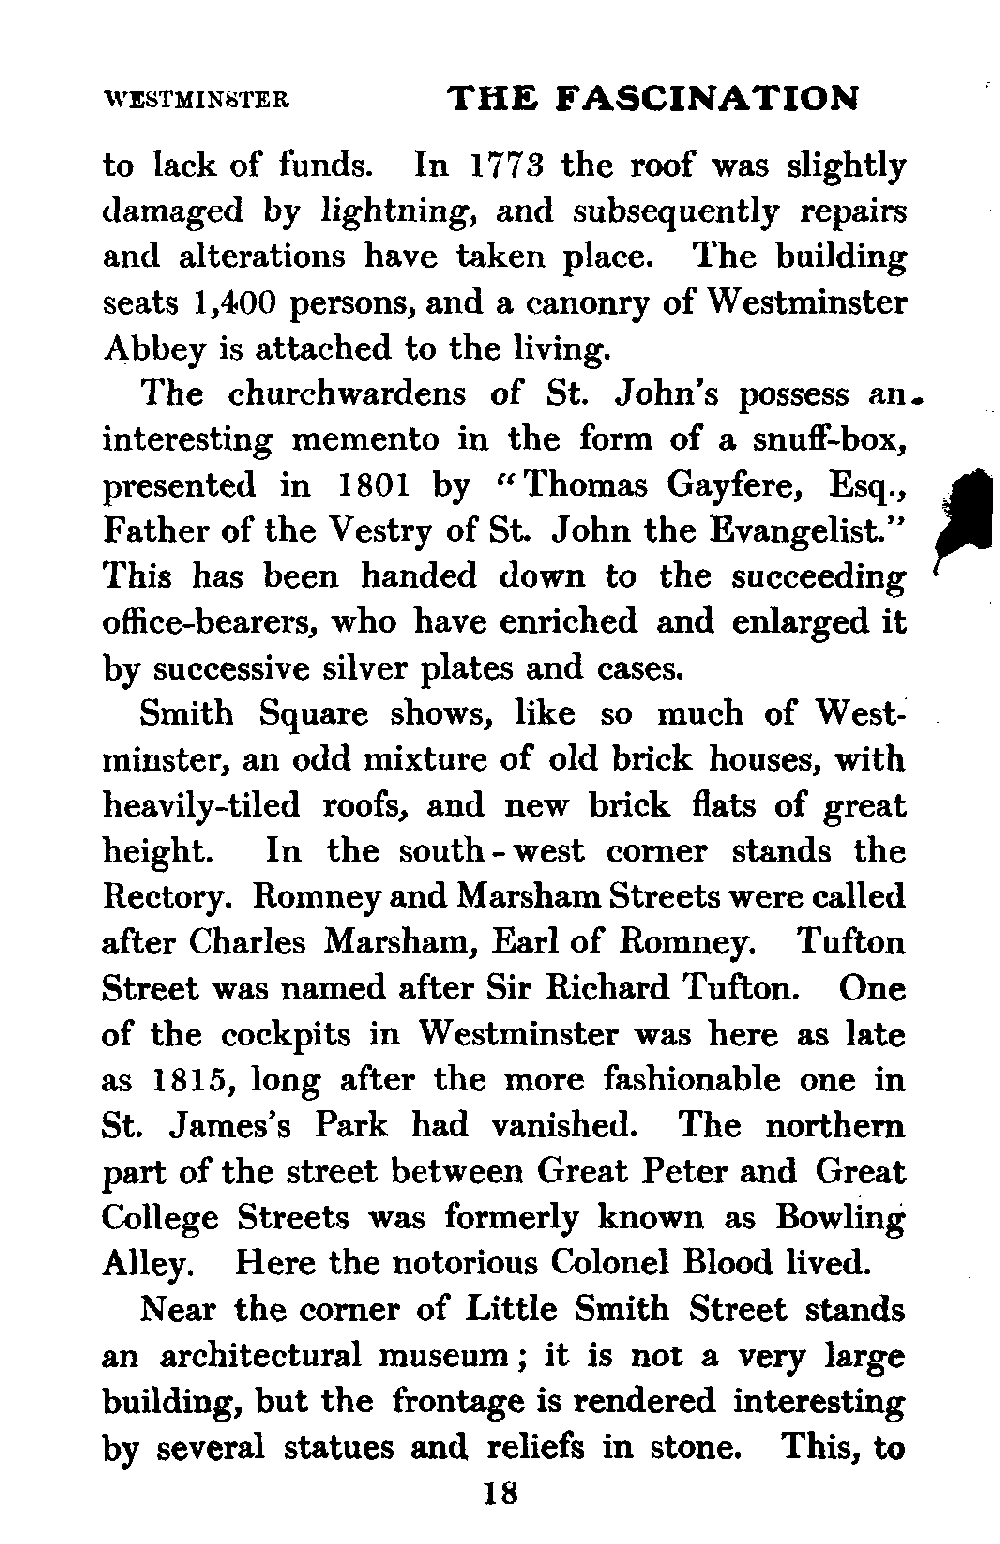 WESTMINSTER THE FASCINATION
to lack of funds. In 1773 the roof was slightly
damaged by lightning, and subsequently repairs
and alterations have taken place. The building
seats 1,400 persons, and a canonry of Westminster
Abbey is attached to the living.
The churchwardens of St. John's possess an
interesting memento in the form of a snuff-box,
presented in 1801 by "Thomas Gayfere, Esq.,
Father of the Vestry of St. John the Evangelist."
This has been handed down to the succeeding
office-bearers, who have enriched and enlarged it
by successive silver plates and cases.
Smith Square shows, like so much of West-
minster, an odd mixture of old brick houses, with
heavily-tiled roofs, and new brick flats of great
height. In the south-west corner stands the
Rectory. Romney and Marsham Streets were called
after Charles Marsham, Earl of Romney. Tufton
Street was named after Sir Richard Tufton. One
of the cockpits in Westminster was here as late
as 1815, long after the more fashionable one in
St. James's Park had vanished. The northern
part of the street between Great Peter and Great
College Streets was formerly known as Bowling
Alley. Here the notorious Colonel Blood lived.
Near the corner of Little Smith Street stands
an architectural museum; it is not a very large
building, but the frontage is rendered interesting
by several statues and reliefs in stone. This, to
18